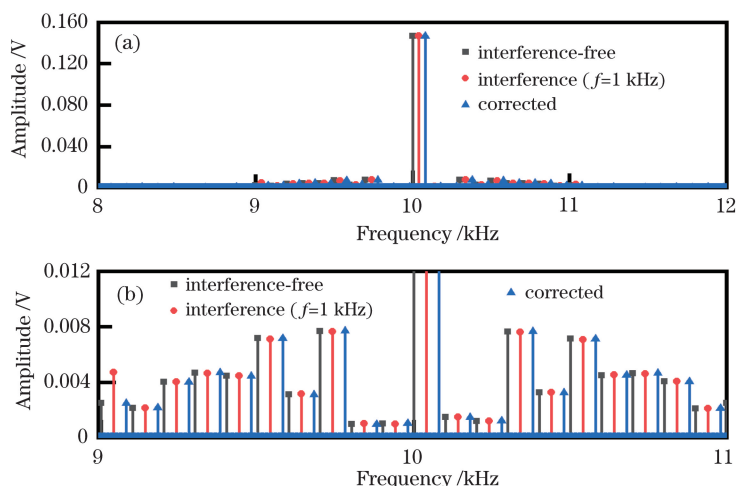 0.160
0.120
0.080
0.040
0
Amplitude /V
(a)
interference-free
interference (f=1 kHz)
corrected
8
9
10
11
12
Frequency /kHz
0.012
0.008
0.004
0
Amplitude /V
(b)
interference-free
interference (f=1 kHz)
corrected
9
10
11
Frequency /kHz